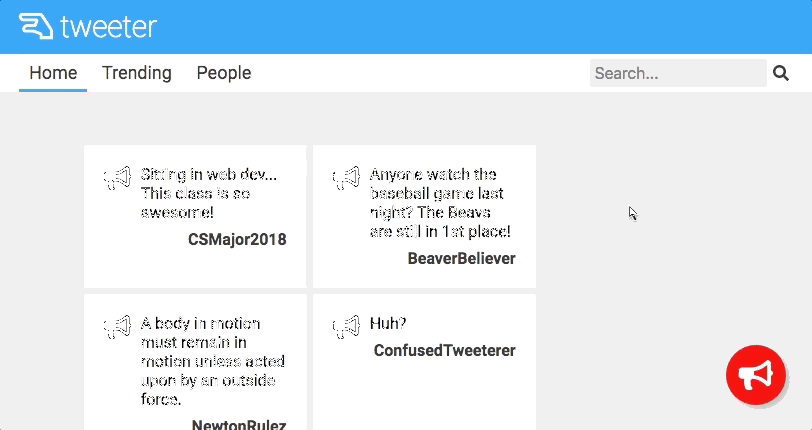 tweeter
Home Trending People Search...
Sitting in web dev...
This class is so
awesome!
CSMajor2018
Anyone watch the
baseball game last
night? The Beavs
are still in 1st place!
BeaverBeliever
A body in motion
must remain in
motion unless acted
upon by an outside
force.
NewtonRulez
Huh?
ConfusedTweeterer